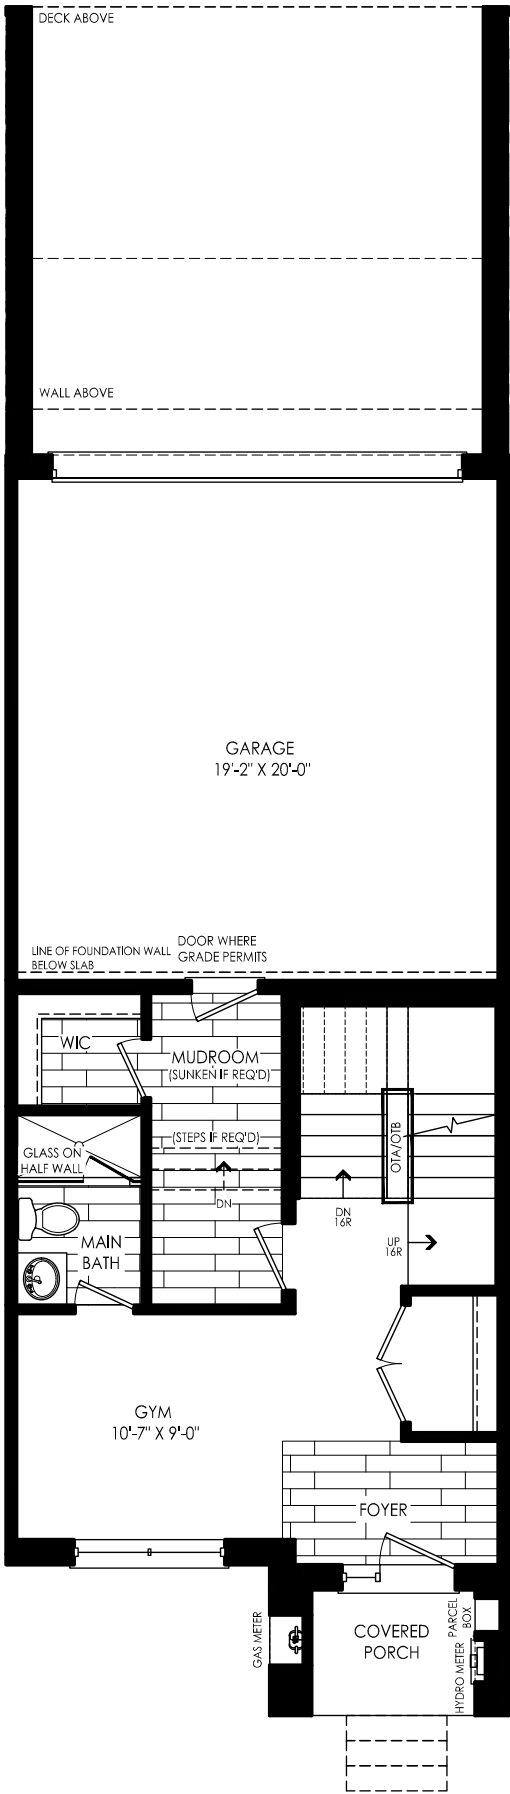 DECK ABOVE
WALL ABOVE
GARAGE
19'-2" X 20'-0"
LINE OF FOUNDATION WALL
BELOW SLAB
DOOR WHERE
GRADE PERMITS
WIC
MUDROOM
(SUNKEN IF REQ'D)
GLASS ON
HALF WALL
(STEPS IF REQ'D)
DN
OTA/OTB
DN
16R
UP
16R
MAIN
BATH
GYM
10'-7" X 9'-0"
FOYER
GAS METER
COVERED
PORCH
PARCEL
BOX
HYDRO METER